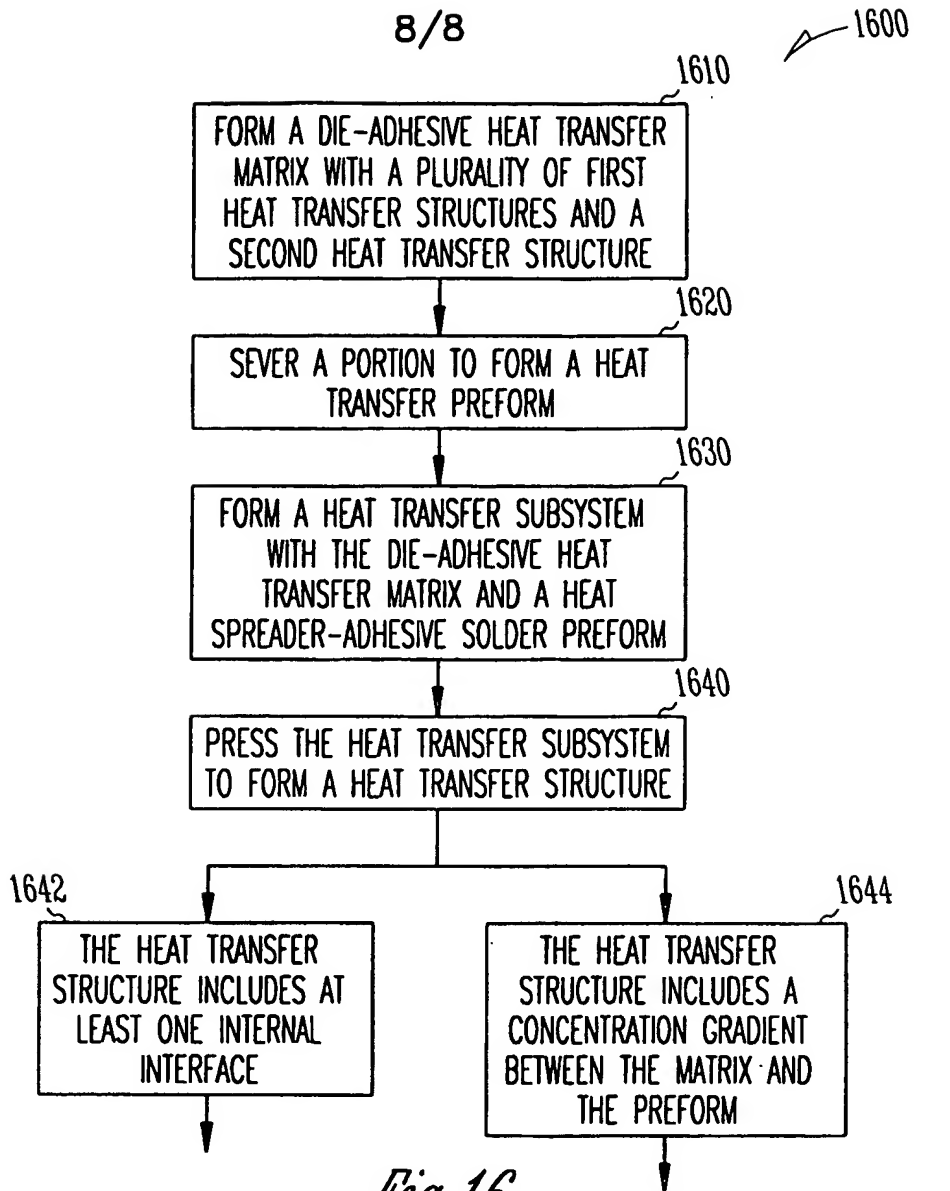 8/8
1600
1610
FORM A DIE-ADHESIVE HEAT TRANSFER
MATRIX WITH A PLURALITY OF FIRST
HEAT TRANSFER STRUCTURES AND A
SECOND HEAT TRANSFER STRUCTURE
1620
SEVER A PORTION TO FORM A HEAT
TRANSFER PREFORM
1630
FORM A HEAT TRANSFER SUBSYSTEM
WITH THE DIE-ADHESIVE HEAT
TRANSFER MATRIX AND A HEAT
SPREADER-ADHESIVE SOLDER PREFORM
1640
PRESS THE HEAT TRANSFER SUBSYSTEM
TO FORM A HEAT TRANSFER STRUCTURE
1642
THE HEAT TRANSFER
STRUCTURE INCLUDES AT
LEAST ONE INTERNAL
INTERFACE
1644
THE HEAT TRANSFER
STRUCTURE INCLUDES A
CONCENTRATION GRADIENT
BETWEEN THE MATRIX AND
THE PREFORM
Fig. 16